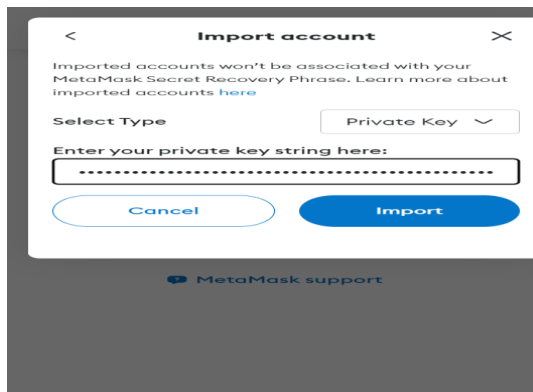 Import account
Imported accounts won't be associated with your
MetaMask Secret Recovery Phrase. Learn more about
imported accounts here
Select Type
Private Key
Enter your private key string here:
Cancel
Import
MetaMask support